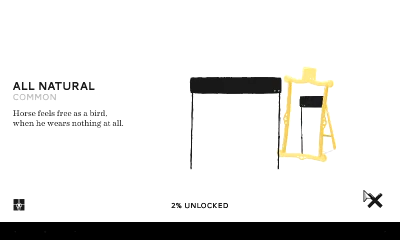 ALL NATURAL
COMMON
Horse feels free as a bird.
when he wears nothing at all.
2% UNLOCKED